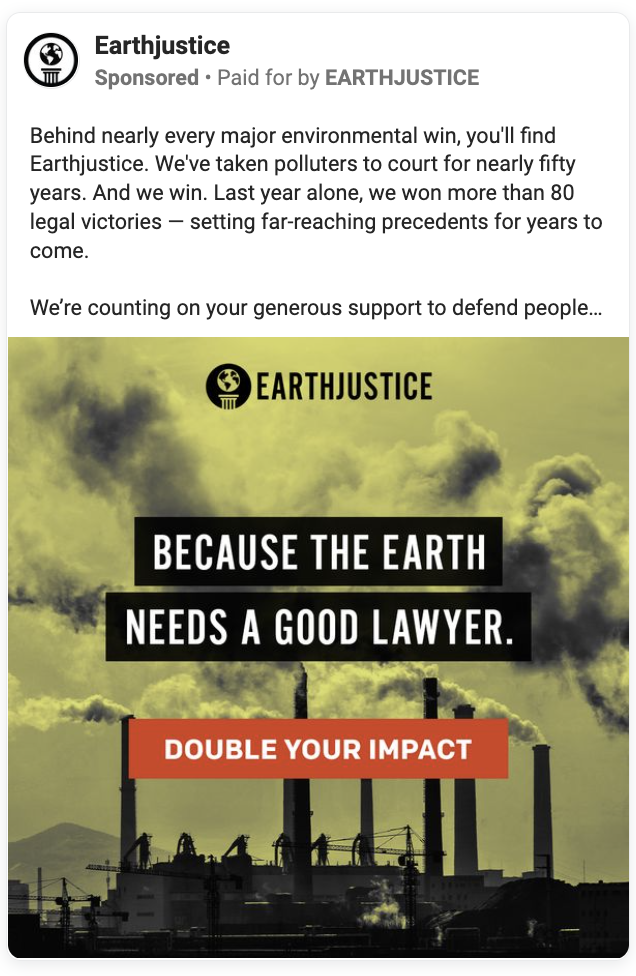 Earthjustice
Sponsored • Paid for by EARTHJUSTICE
Behind nearly every major environmental win, you'll find
Earthjustice. We've taken polluters to court for nearly fifty
years. And we win. Last year alone, we won more than 80
legal victories — setting far-reaching precedents for years to
come.
We’re counting on your generous support to defend people…
EARTHJUSTICE
BECAUSE THE EARTH
NEEDS A GOOD LAWYER.
DOUBLE YOUR IMPACT